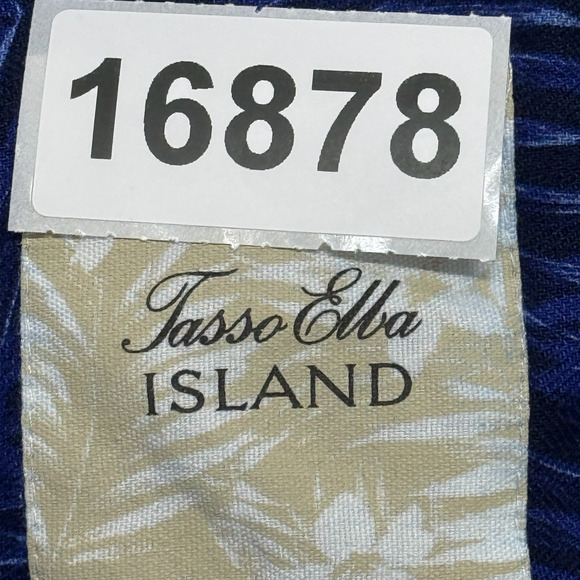 16878
Tasso Elba
ISLAND